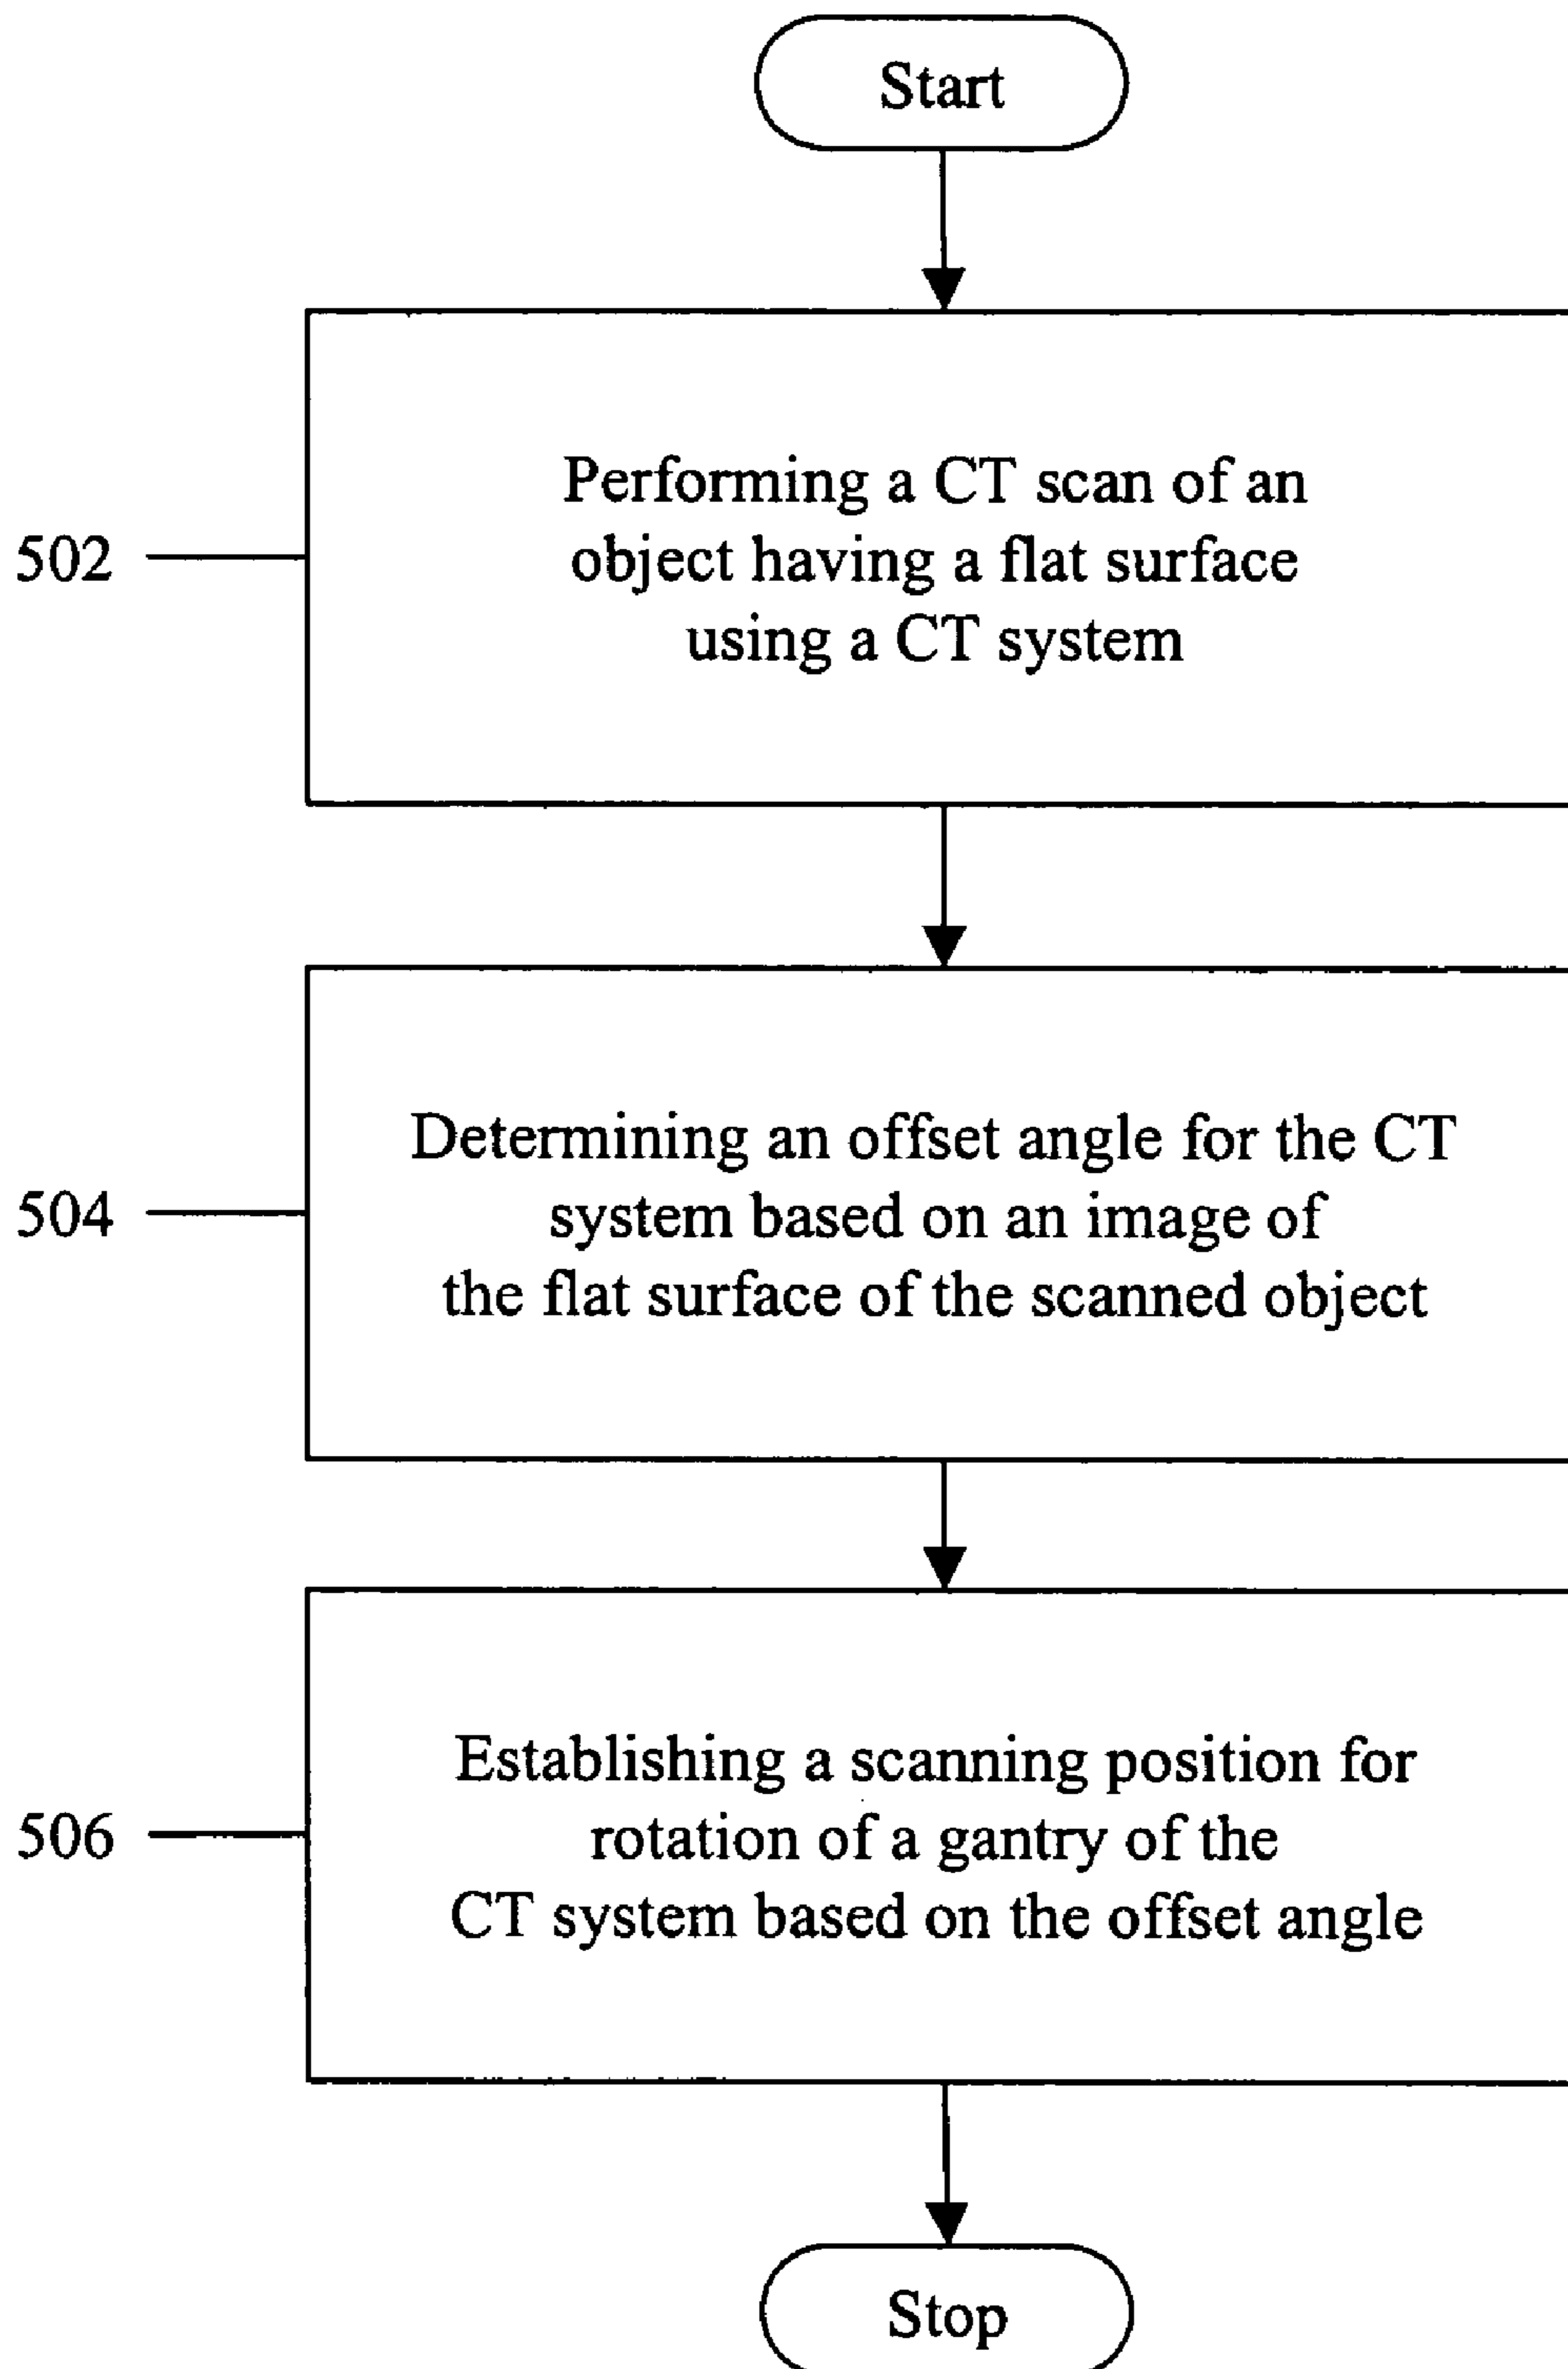 Start
502
Performing a CT scan of an
object having a flat surface
using a CT system
504
Determining an offset angle for the CT
system based on an image of
the flat surface of the scanned object
506
Establishing a scanning position for
rotation of a gantry of the
CT system based on the offset angle
Stop